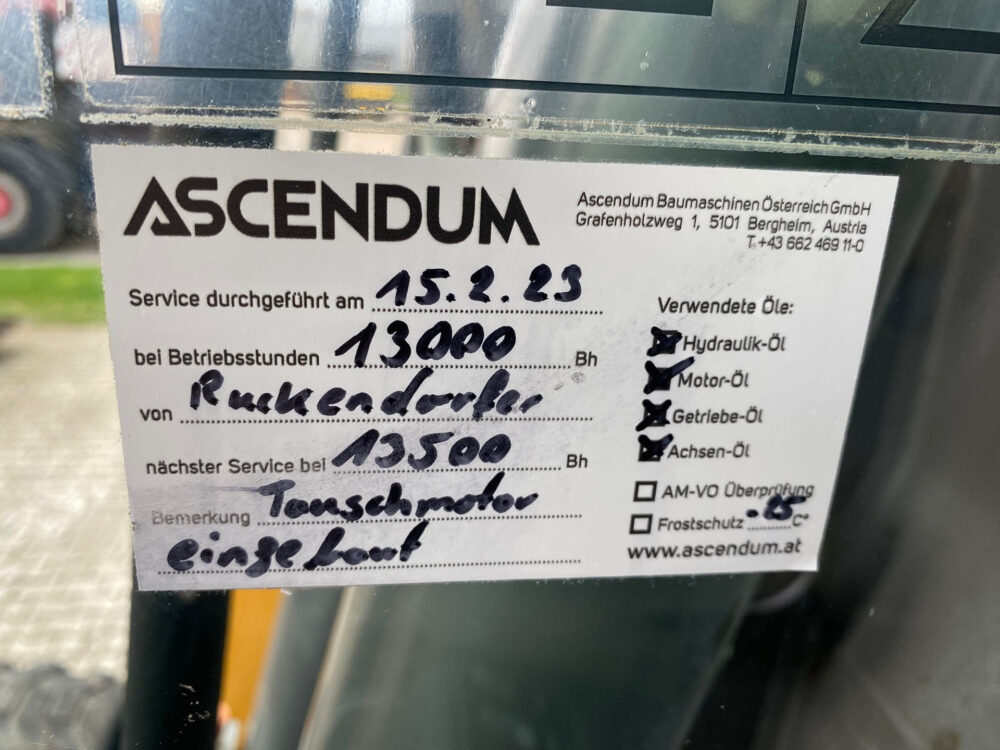 ASCENDUM
Ascendum Baumaschinen Österreich GmbH
Grafenholzweg 1, 5101 Bergheim, Austria
T +43 662 469 11-0
Service durchgeführt am 15.2.23
bei Betriebsstunden 13000 Bh
von Ruckendorfer
nächster Service bei 13500 Bh
Bemerkung Tauschmotor
eingebaut
Verwendete Öle:
Hydraulik-Öl
Motor-Öl
Getriebe-Öl
Achsen-Öl
AM-VO Überprüfung
Frostschutz -25 C°
www.ascendum.at